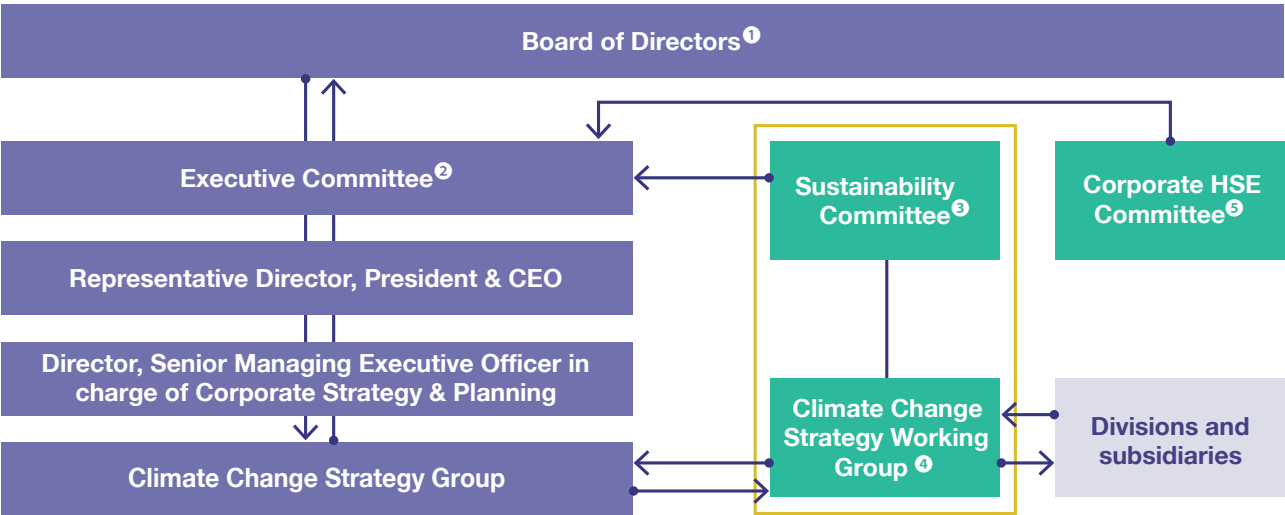 Board of Directors❶
Executive Committee❷
Sustainability
Committee❸
Corporate HSE
Committee❺
Representative Director, President & CEO
Director, Senior Managing Executive Officer in
charge of Corporate Strategy & Planning
Climate Change Strategy Group
Climate Change
Strategy Working
Group ❹
Divisions and
subsidiaries